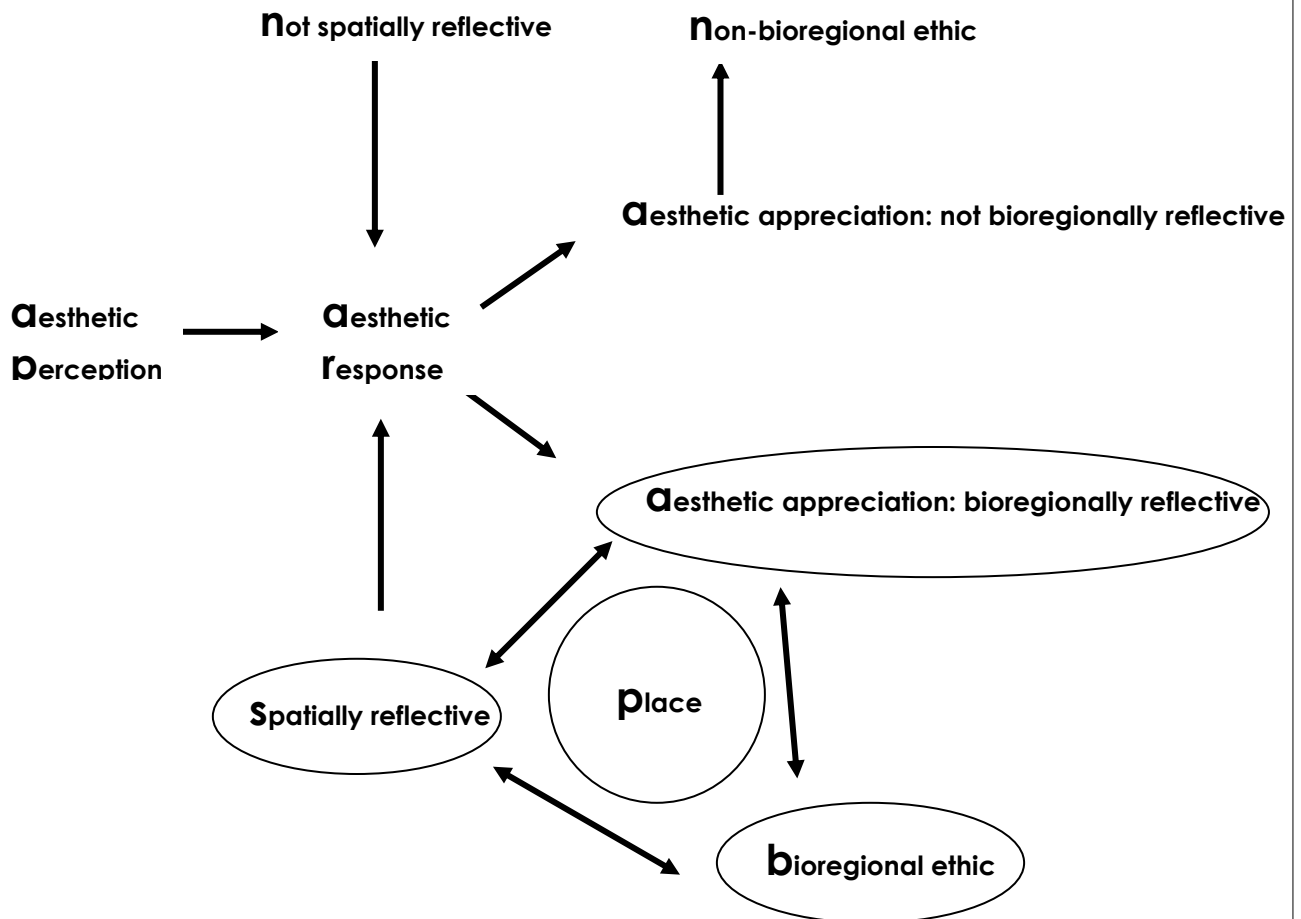 not spatially reflective
non-bioregional ethic
aesthetic appreciation: not bioregionally reflective
aesthetic
perception
aesthetic
response
aesthetic appreciation: bioregionally reflective
spatially reflective
place
bioregional ethic